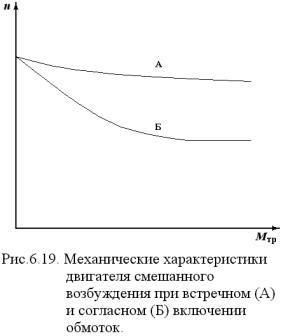 n
А
Б
Mтр
Рис.6.19. Механические характеристики
двигателя смешанного
возбуждения при встречном (А)
и согласном (Б) включении
обмоток.